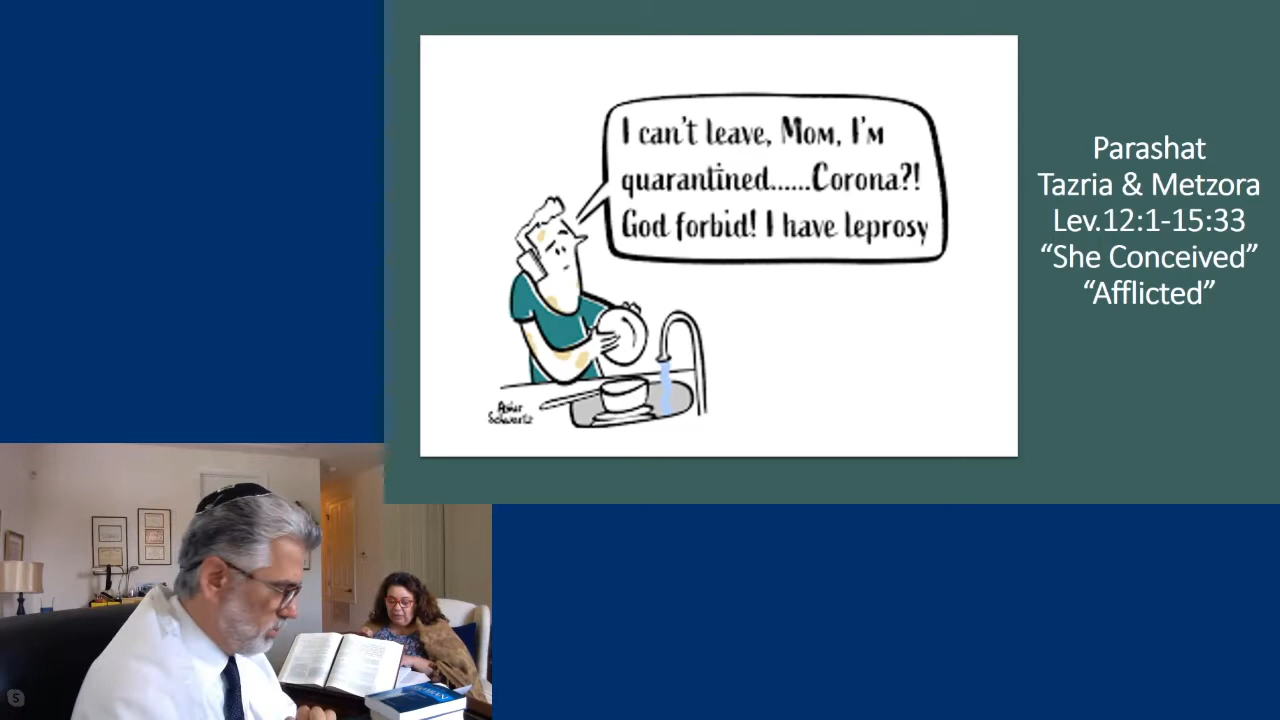 I can't leave, Mom, I'm
quarantined......Corona?!
God forbid! I have leprosy
Schwartz
Parashat
Tazria & Metzora
Lev.12:1-15:33
“She Conceived”
“Afflicted”
S